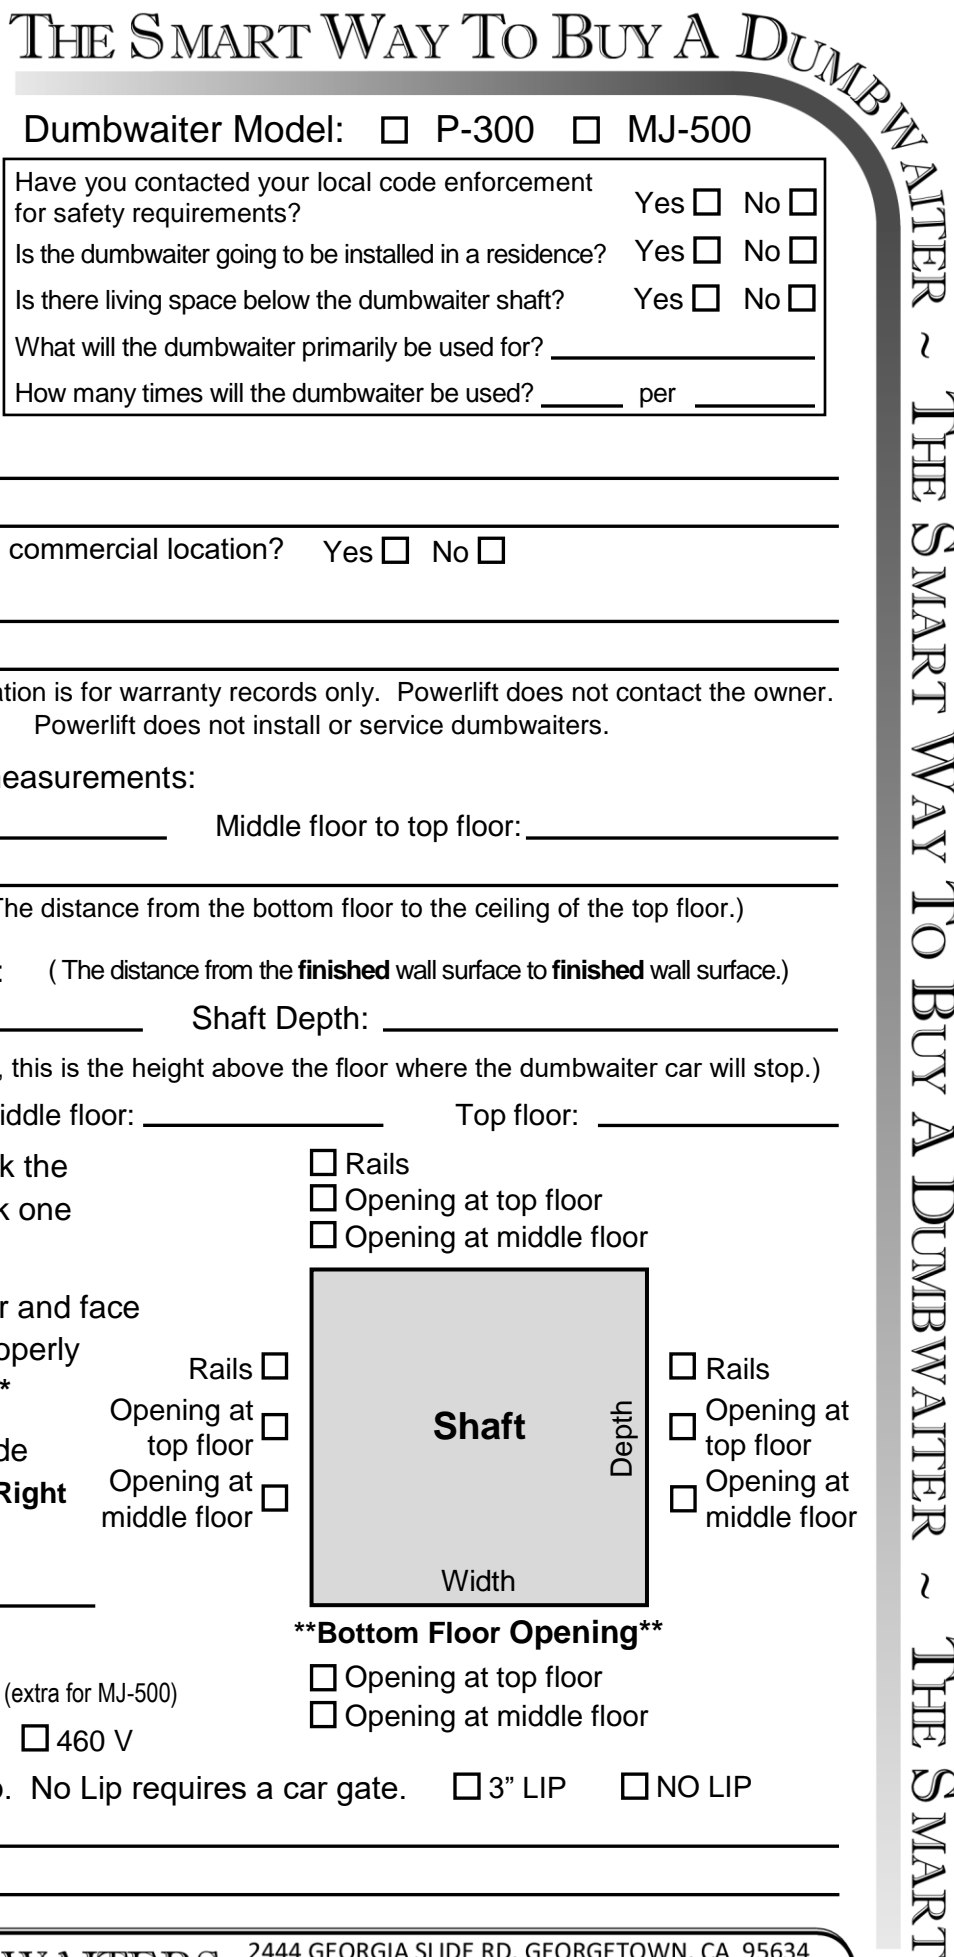 THE SMART WAY TO BUY A DUMBWAITER ~ THE SMART WAY TO BUY A DUMBWAITER ~ THE SMART
Dumbwaiter Model: P-300 MJ-500
Have you contacted your local code enforcement
for safety requirements? Yes No
Is the dumbwaiter going to be installed in a residence? Yes No
Is there living space below the dumbwaiter shaft? Yes No
What will the dumbwaiter primarily be used for?
How many times will the dumbwaiter be used? per
commercial location? Yes No
ation is for warranty records only. Powerlift does not contact the owner.
Powerlift does not install or service dumbwaiters.
easurements:
Middle floor to top floor:
The distance from the bottom floor to the ceiling of the top floor.)
: ( The distance from the finished wall surface to finished wall surface.)
Shaft Depth:
, this is the height above the floor where the dumbwaiter car will stop.)
iddle floor: Top floor:
k the
k one
r and face
operly
*
de
Right
Rails
Opening at top floor
Opening at middle floor
Rails
Opening at
top floor
Opening at
middle floor
Shaft
Depth
Width
Rails
Opening at
top floor
Opening at
middle floor
**Bottom Floor Opening**
Opening at top floor
Opening at middle floor
(extra for MJ-500)
460 V
. No Lip requires a car gate. 3” LIP NO LIP
WAITERS 2444 GEORGIA SLIDE RD, GEORGETOWN, CA 95634